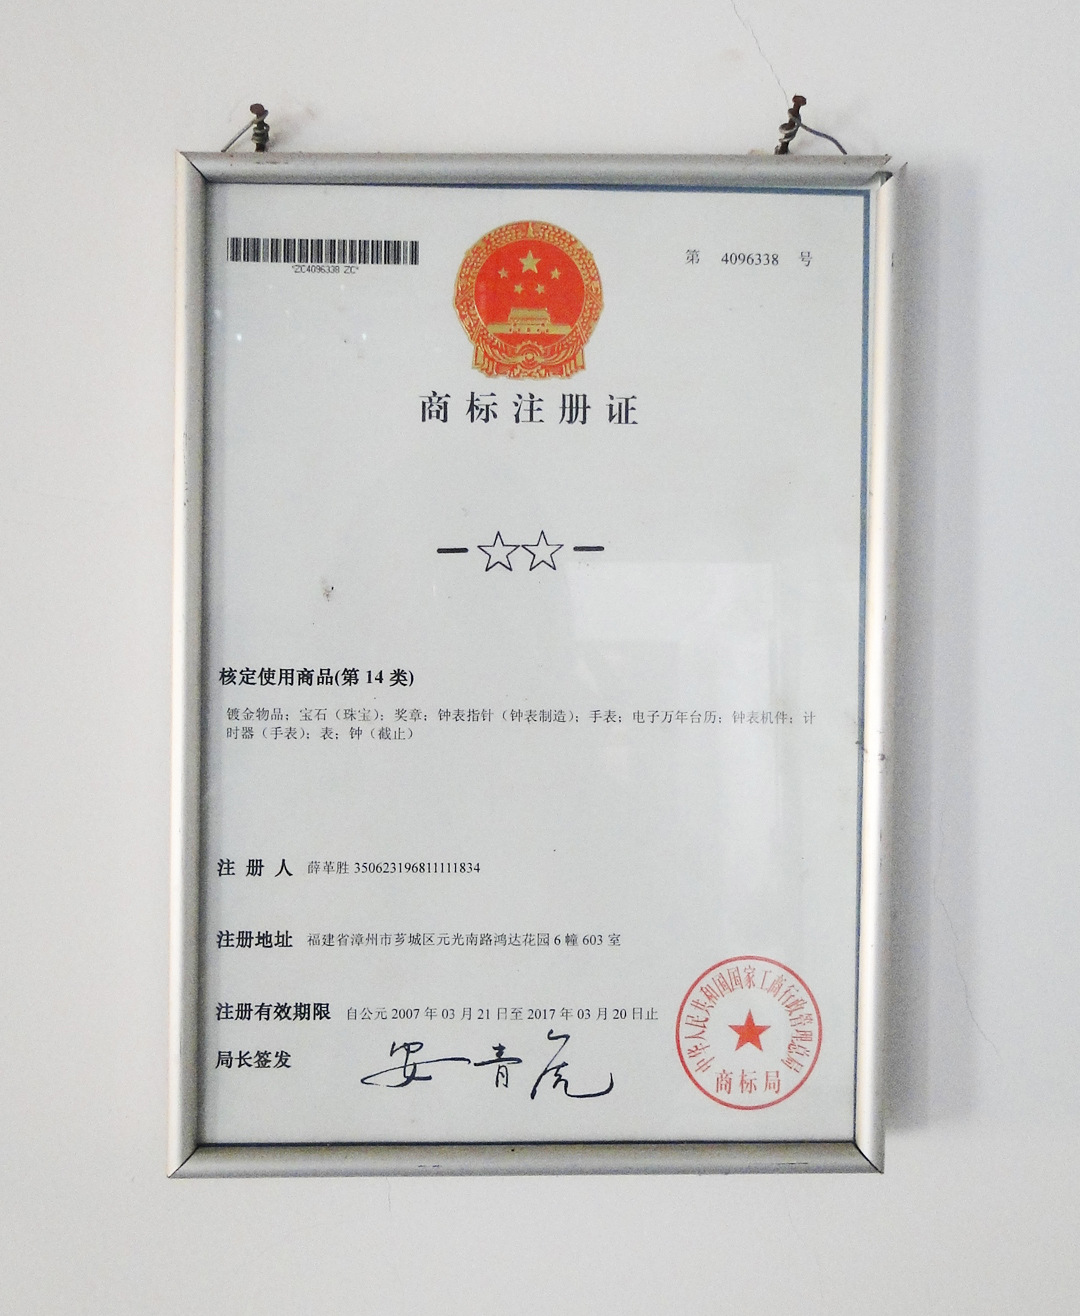 *ZC4096338 ZC*
第 4096338 号
商标注册证
核定使用商品(第 14 类)
镀金物品；宝石（珠宝）；奖章；钟表指针（钟表制造）；手表；电子万年台历；钟表机件；计
时器（手表）；表；钟（截止）
注 册 人 薛革胜 350623196811111834
注册地址 福建省漳州市芗城区元光南路鸿达花园 6 幢 603 室
注册有效期限 自公元 2007 年 03 月 21 日至 2017 年 03 月 20 日止
局长签发 安青虎
中华人民共和国国家工商行政管理总局
商标局